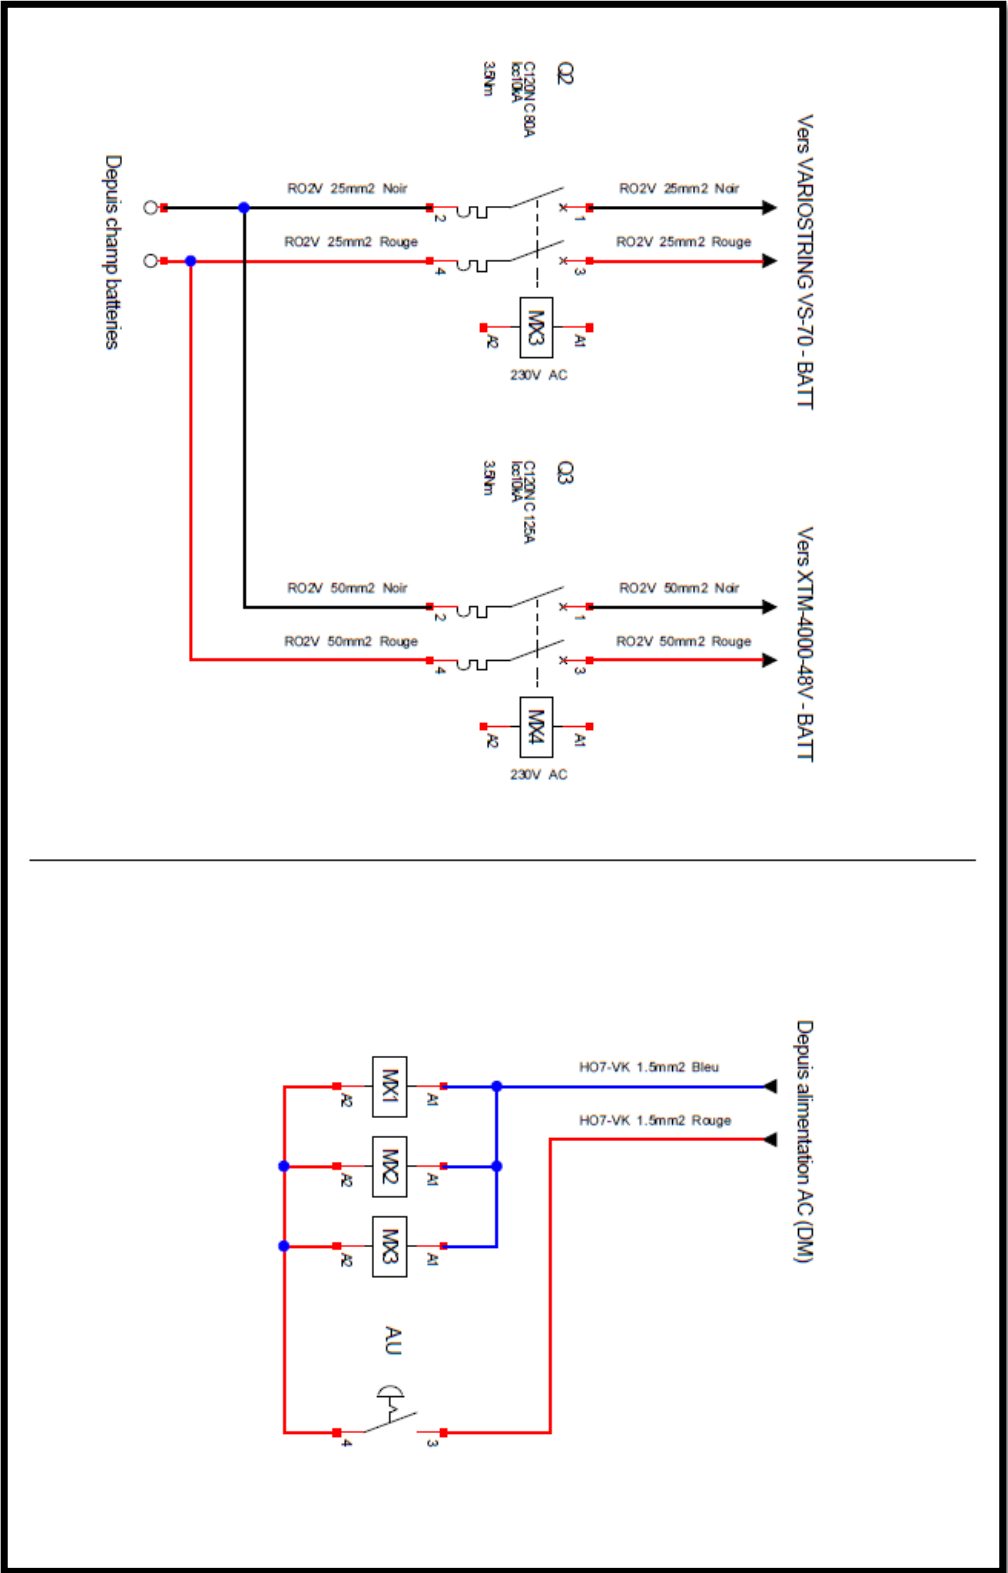 Q2
C120N C 80A
Icc10kA
3.5Nm
Vers VARIOSTRING VS-70 - BATT
Depuis champ batteries
RO2V 25mm2 Noir
2
1
RO2V 25mm2 Noir
RO2V 25mm2 Rouge
4
3
RO2V 25mm2 Rouge
A2
MX3
A1
230V AC
Q3
C120N C 125A
Icc10kA
3.5Nm
Vers XTM-4000-48V - BATT
RO2V 50mm2 Noir
2
1
RO2V 50mm2 Noir
RO2V 50mm2 Rouge
4
3
RO2V 50mm2 Rouge
A2
MX4
A1
230V AC
Depuis alimentation AC (DM)
HO7-VK 1.5mm2 Bleu
HO7-VK 1.5mm2 Rouge
A2
MX1
A1
A2
MX2
A1
A2
MX3
A1
AU
4
3